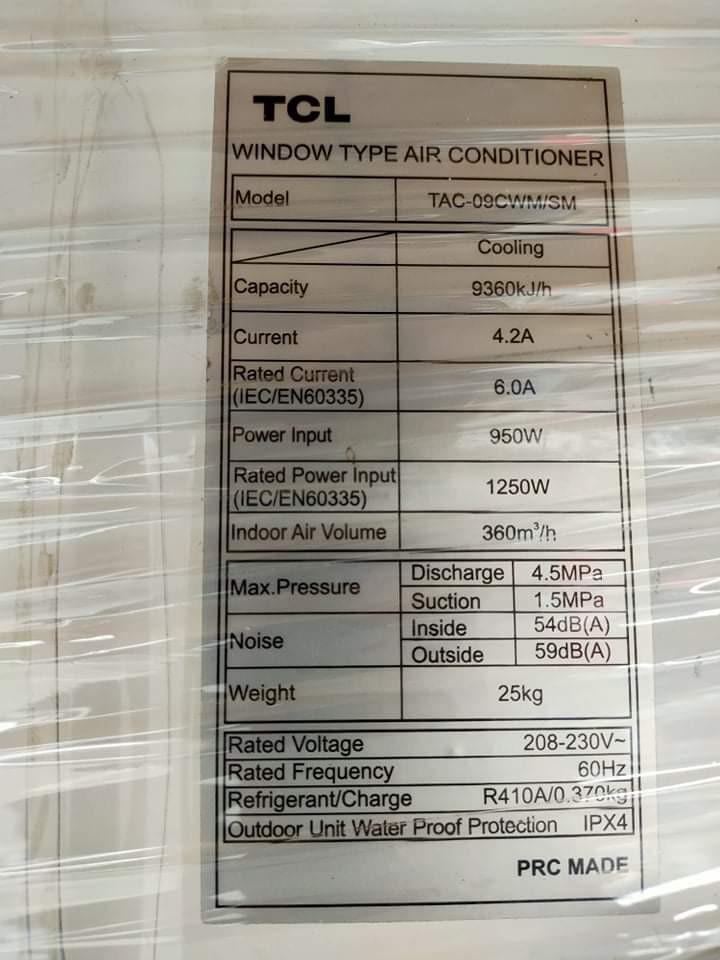 TCL
WINDOW TYPE AIR CONDITIONER
Model TAC-09CWM/SM
Cooling
Capacity 9360kJ/h
Current 4.2A
Rated Current
(IEC/EN60335) 6.0A
Power Input 950W
Rated Power Input
(IEC/EN60335) 1250W
Indoor Air Volume 360m³/h
Max.Pressure Discharge 4.5MPa
Suction 1.5MPa
Noise Inside 54dB(A)
Outside 59dB(A)
Weight 25kg
Rated Voltage 208-230V~
Rated Frequency 60Hz
Refrigerant/Charge R410A/0.370kg
Outdoor Unit Water Proof Protection IPX4
PRC MADE